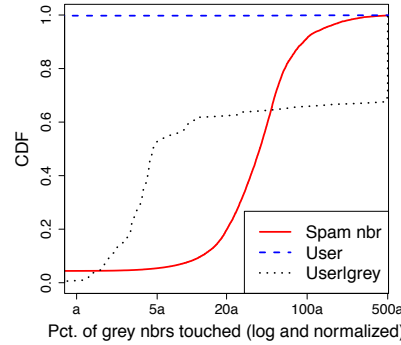 1.0
0.8
0.6
0.4
0.2
0.0
CDF
Spam nbr
User
User|grey
a
5a
20a
100a
500a
Pct. of grey nbrs touched (log and normalized)